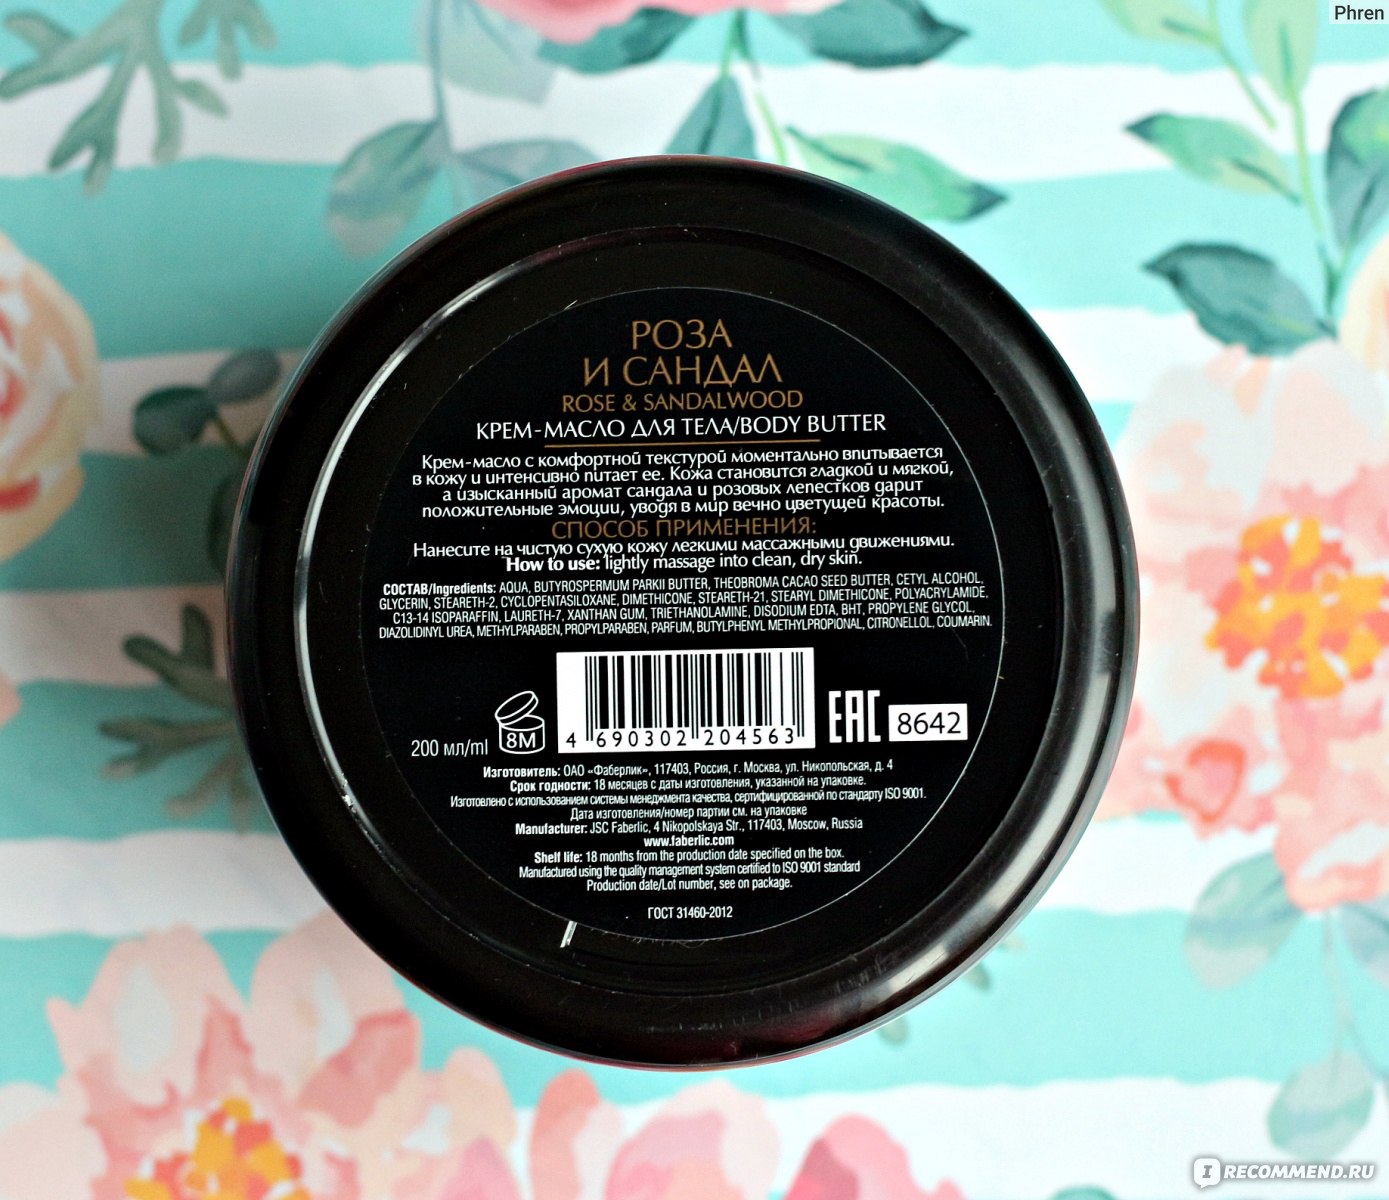 Phren
РОЗА
И САНДАЛ
ROSE & SANDALWOOD
КРЕМ-МАСЛО ДЛЯ ТЕЛА/BODY BUTTER
Крем-масло с комфортной текстурой моментально впитывается
в кожу и интенсивно питает ее. Кожа становится гладкой и мягкой,
а изысканный аромат сандала и розовых лепестков дарит
положительные эмоции, уводя в мир вечно цветущей красоты.
СПОСОБ ПРИМЕНЕНИЯ:
Нанесите на чистую сухую кожу легкими массажными движениями.
How to use: lightly massage into clean, dry skin.
СОСТАВ/Ingredients: AQUA, BUTYROSPERMUM PARKII BUTTER, THEOBROMA CACAO SEED BUTTER, CETYL ALCOHOL,
GLYCERIN, STEARETH-2, CYCLOPENTASILOXANE, DIMETHICONE, STEARETH-21, STEARYL DIMETHICONE, POLYACRYLAMIDE,
C13-14 ISOPARAFFIN, LAURETH-7, XANTHAN GUM, TRIETHANOLAMINE, DISODIUM EDTA, BHT, PROPYLENE GLYCOL,
DIAZOLIDINYL UREA, METHYLPARABEN, PROPYLPARABEN, PARFUM, BUTYLPHENYL METHYLPROPIONAL, CITRONELLOL, COUMARIN.
200 мл/ml
8M
4 690302 204563
EAC
8642
Изготовитель: ОАО «Фаберлик», 117403, Россия, г. Москва, ул. Никопольская, д. 4
Срок годности: 18 месяцев с даты изготовления, указанной на упаковке.
Изготовлено с использованием системы менеджмента качества, сертифицированной по стандарту ISO 9001.
Дата изготовления/номер партии см. на упаковке
Manufacturer: JSC Faberlic, 4 Nikopolskaya Str., 117403, Moscow, Russia
www.faberlic.com
Shelf life: 18 months from the production date specified on the box.
Manufactured using the quality management system certified to ISO 9001 standard
Production date/Lot number, see on package.
ГОСТ 31460-2012
I RECOMMEND.RU